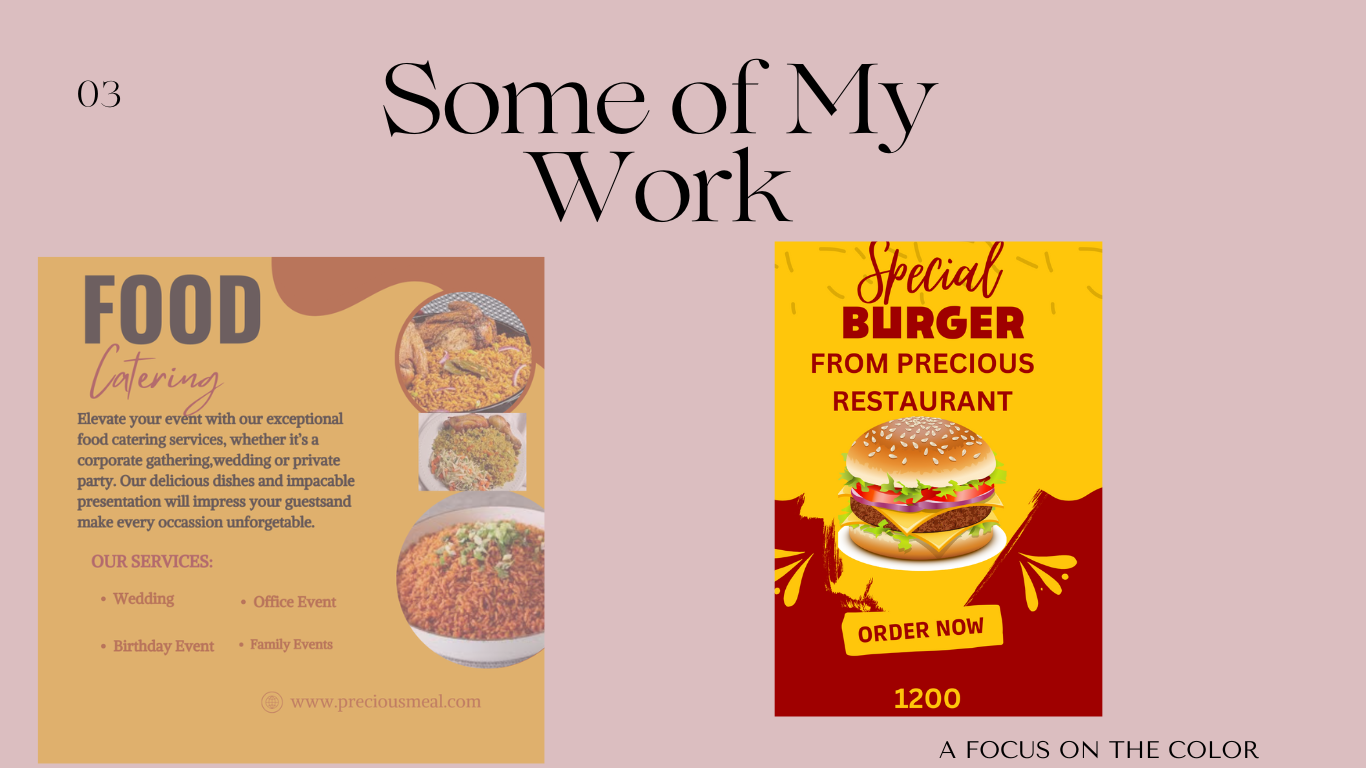 03
Some of My
Work
FOOD
Catering
Elevate your event with our exceptional
food catering services, whether it's a
corporate gathering,wedding or private
party. Our delicious dishes and impacable
presentation will impress your guestsand
make every occassion unforgetable.
OUR SERVICES:
• Wedding
• Office Event
• Birthday Event
• Family Events
www.preciousmeal.com
Special
BURGER
FROM PRECIOUS
RESTAURANT
ORDER NOW
1200
A FOCUS ON THE COLOR